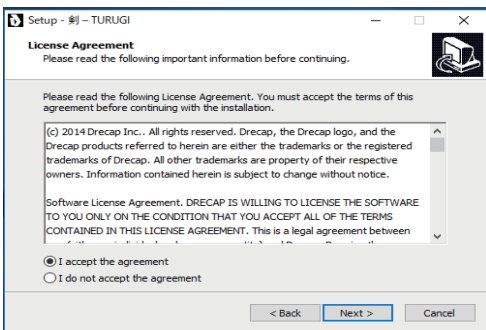 Setup - 剣 – TURUGI
License Agreement
Please read the following important information before continuing.
Please read the following License Agreement. You must accept the terms of this
agreement before continuing with the installation.
(c) 2014 Drecap Inc.. All rights reserved. Drecap, the Drecap logo, and the
Drecap products referred to herein are either the trademarks or the registered
trademarks of Drecap. All other trademarks are property of their respective
owners. Information contained herein is subject to change without notice.
Software License Agreement. DRECAP IS WILLING TO LICENSE THE SOFTWARE
TO YOU ONLY ON THE CONDITION THAT YOU ACCEPT ALL OF THE TERMS
CONTAINED IN THIS LICENSE AGREEMENT. This is a legal agreement between
I accept the agreement
I do not accept the agreement
< Back
Next >
Cancel